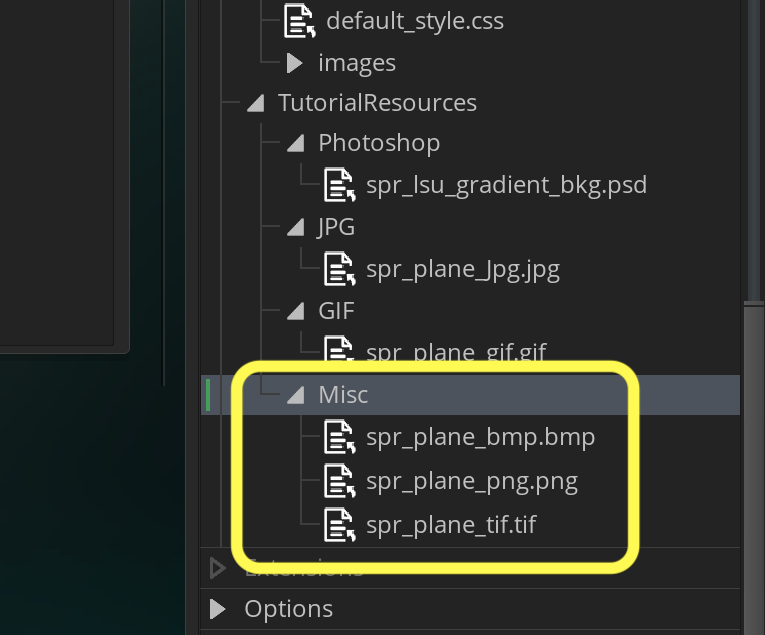 default_style.css
images
TutorialResources
Photoshop
spr_lsu_gradient_bkg.psd
JPG
spr_plane_Jpg.jpg
GIF
spr_plane_gif.gif
Misc
spr_plane_bmp.bmp
spr_plane_png.png
spr_plane_tif.tif
Extensions
Options